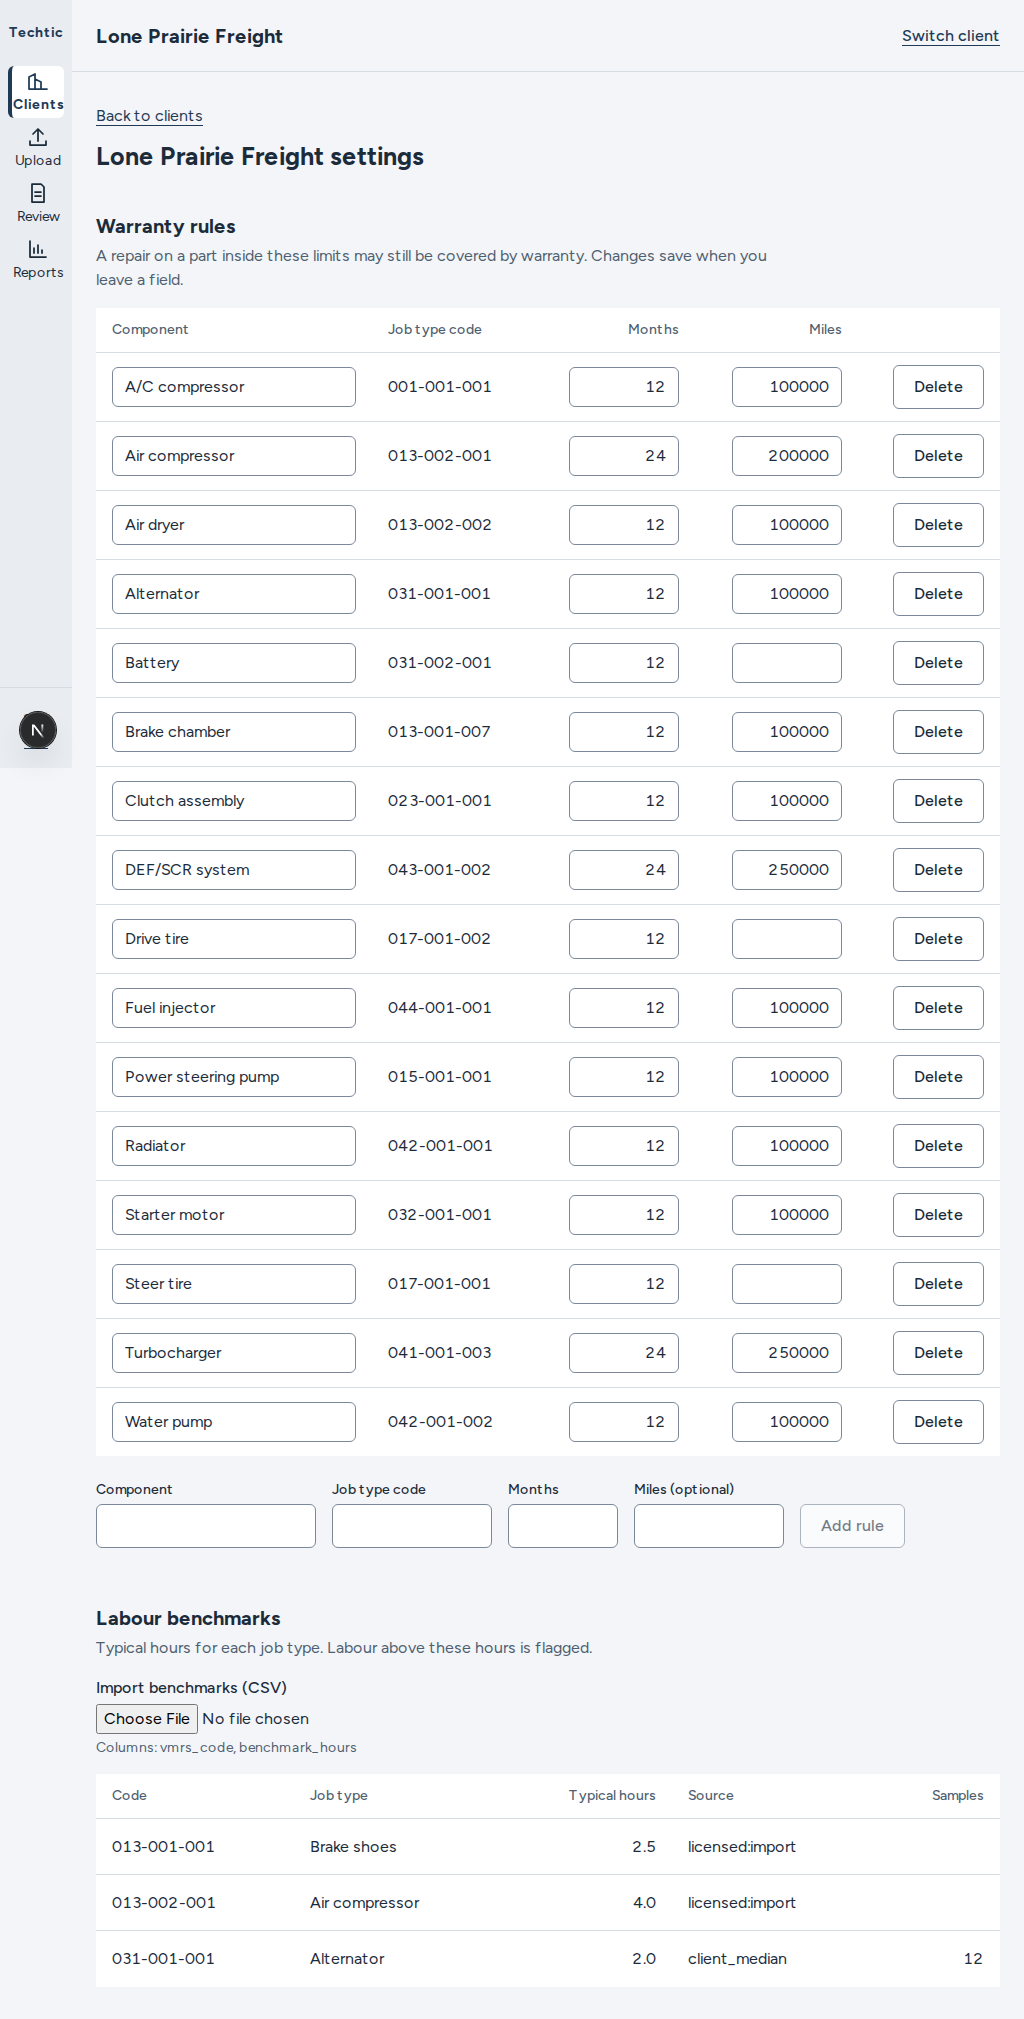 Techtic
Lone Prairie Freight
Switch client
Clients
Upload
Review
Reports
N
Back to clients
Lone Prairie Freight settings
Warranty rules
A repair on a part inside these limits may still be covered by warranty. Changes save when you
leave a field.
Component Job type code Months Miles
A/C compressor 001-001-001 12 100000 Delete
Air compressor 013-002-001 24 200000 Delete
Air dryer 013-002-002 12 100000 Delete
Alternator 031-001-001 12 100000 Delete
Battery 031-002-001 12 Delete
Brake chamber 013-001-007 12 100000 Delete
Clutch assembly 023-001-001 12 100000 Delete
DEF/SCR system 043-001-002 24 250000 Delete
Drive tire 017-001-002 12 Delete
Fuel injector 044-001-001 12 100000 Delete
Power steering pump 015-001-001 12 100000 Delete
Radiator 042-001-001 12 100000 Delete
Starter motor 032-001-001 12 100000 Delete
Steer tire 017-001-001 12 Delete
Turbocharger 041-001-003 24 250000 Delete
Water pump 042-001-002 12 100000 Delete
Component Job type code Months Miles (optional)
Add rule
Labour benchmarks
Typical hours for each job type. Labour above these hours is flagged.
Import benchmarks (CSV)
Choose File No file chosen
Columns: vmrs_code, benchmark_hours
Code Job type Typical hours Source Samples
013-001-001 Brake shoes 2.5 licensed:import
013-002-001 Air compressor 4.0 licensed:import
031-001-001 Alternator 2.0 client_median 12